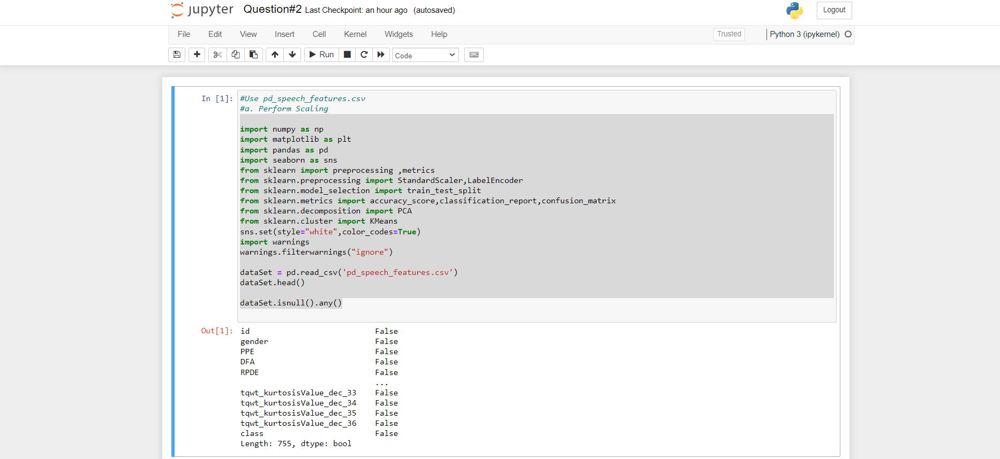 jupyter Question#2 Last Checkpoint: an hour ago (autosaved) Logout
File Edit View Insert Cell Kernel Widgets Help Trusted Python 3 (ipykernel)
Run Code
In [1]: #Use pd_speech_features.csv
#a. Perform Scaling
import numpy as np
import matplotlib as plt
import pandas as pd
import seaborn as sns
from sklearn import preprocessing ,metrics
from sklearn.preprocessing import StandardScaler,LabelEncoder
from sklearn.model_selection import train_test_split
from sklearn.metrics import accuracy_score,classification_report,confusion_matrix
from sklearn.decomposition import PCA
from sklearn.cluster import KMeans
sns.set(style="white",color_codes=True)
import warnings
warnings.filterwarnings("ignore")
dataSet = pd.read_csv('pd_speech_features.csv')
dataSet.head()
dataSet.isnull().any()
Out[1]: id False
gender False
PPE False
DFA False
RPDE False
...
tqwt_kurtosisValue_dec_33 False
tqwt_kurtosisValue_dec_34 False
tqwt_kurtosisValue_dec_35 False
tqwt_kurtosisValue_dec_36 False
class False
Length: 755, dtype: bool